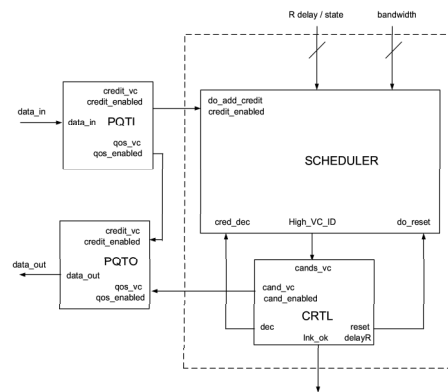 R delay / state
bandwidth
credit_vc
credit_enabled
data_in
data_in
PQTI
qos_vc
qos_enabled
do_add_credit
credit_enabled
SCHEDULER
cred_dec
High_VC_ID
do_reset
credit_vc
credit_enabled
data_out
data_out
PQTO
qos_vc
qos_enabled
cands_vc
cand_vc
cand_enabled
CRTL
dec
reset
lnk_ok
delayR